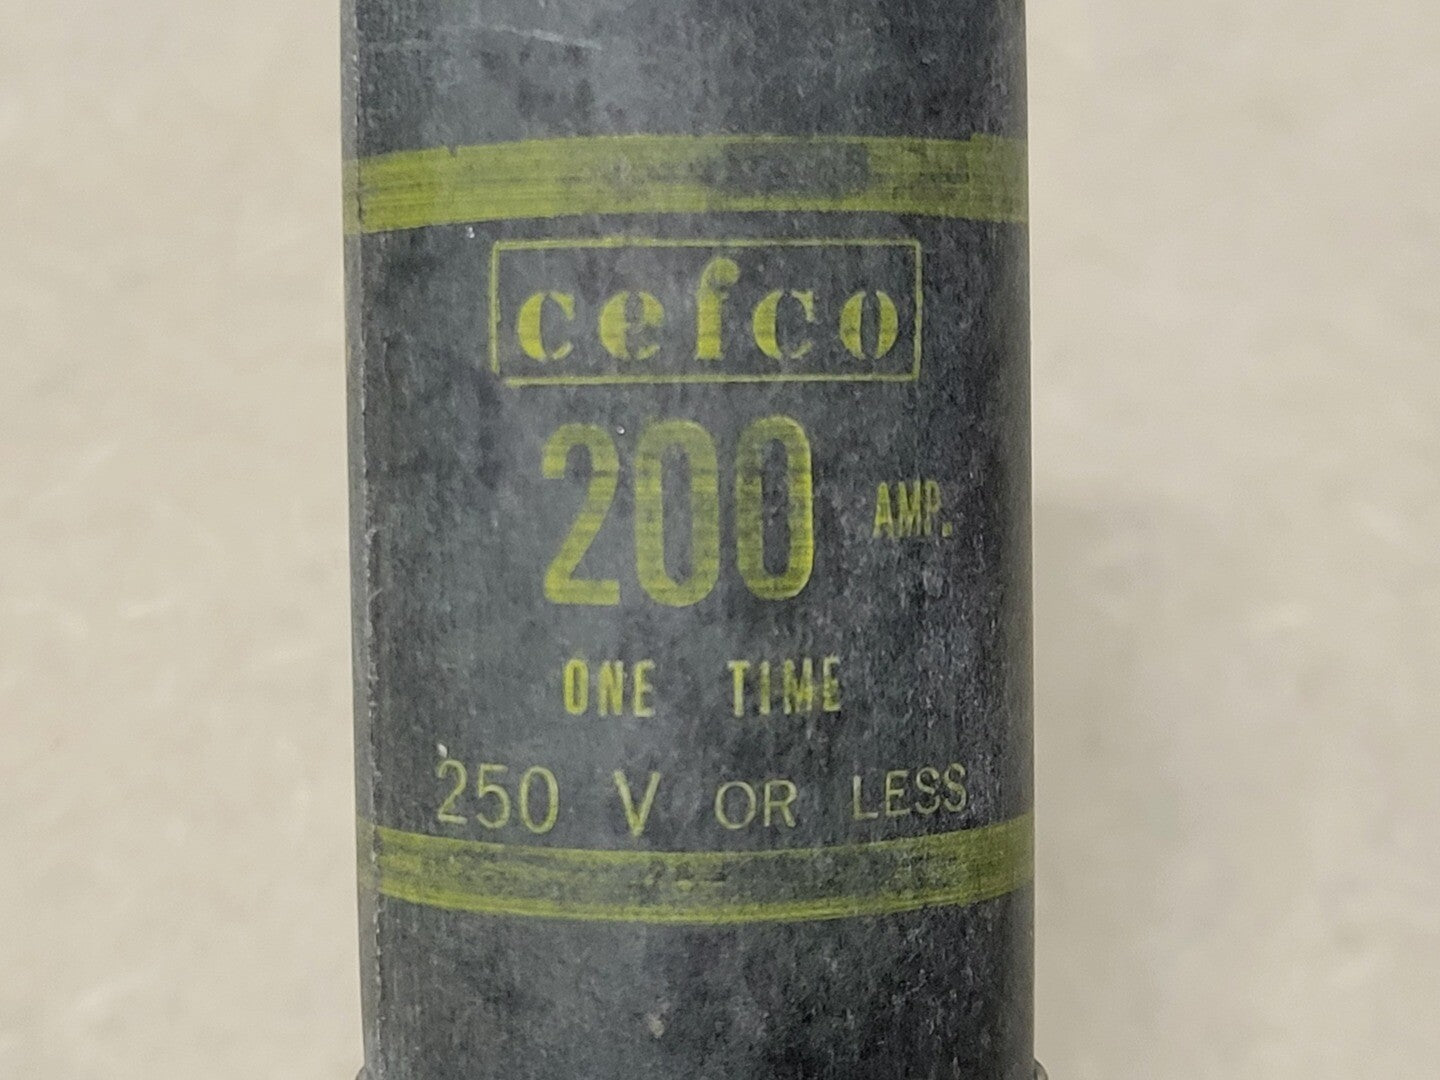 cefco
200 AMP.
ONE TIME
250 V OR LESS